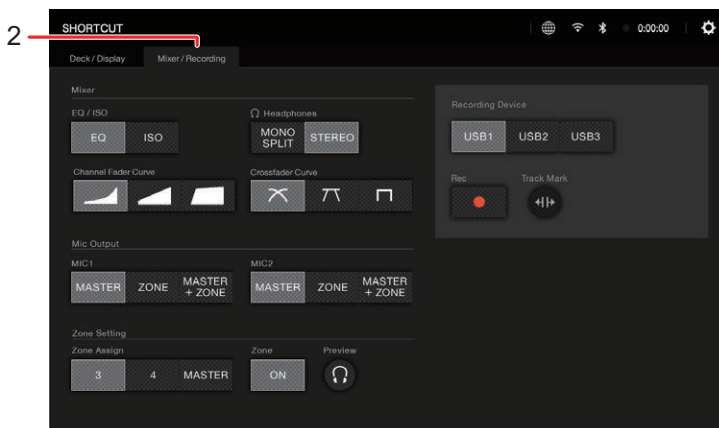 SHORTCUT
0:00:00
2
Deck / Display
Mixer / Recording
Mixer
EQ / ISO
EQ
ISO
Headphones
MONO
SPLIT
STEREO
Channel Fader Curve
Crossfader Curve
Mic Output
MIC1
MASTER
ZONE
MASTER
+ ZONE
MIC2
MASTER
ZONE
MASTER
+ ZONE
Zone Setting
Zone Assign
3
4
MASTER
Zone
ON
Preview
Recording Device
USB1
USB2
USB3
Rec
Track Mark